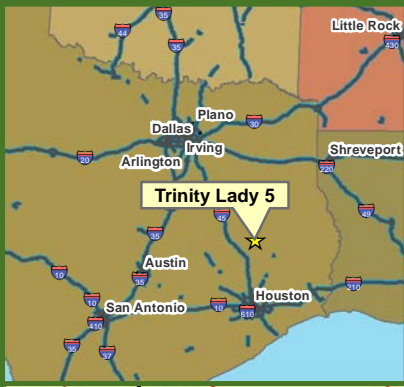 35
44
35
Little Rock
430
Plano
30
Dallas
Irving
20
Arlington
Shreveport
220
Trinity Lady 5
45
49
35
Austin
10
35
10
San Antonio
10
Houston
210
410
610
35
37